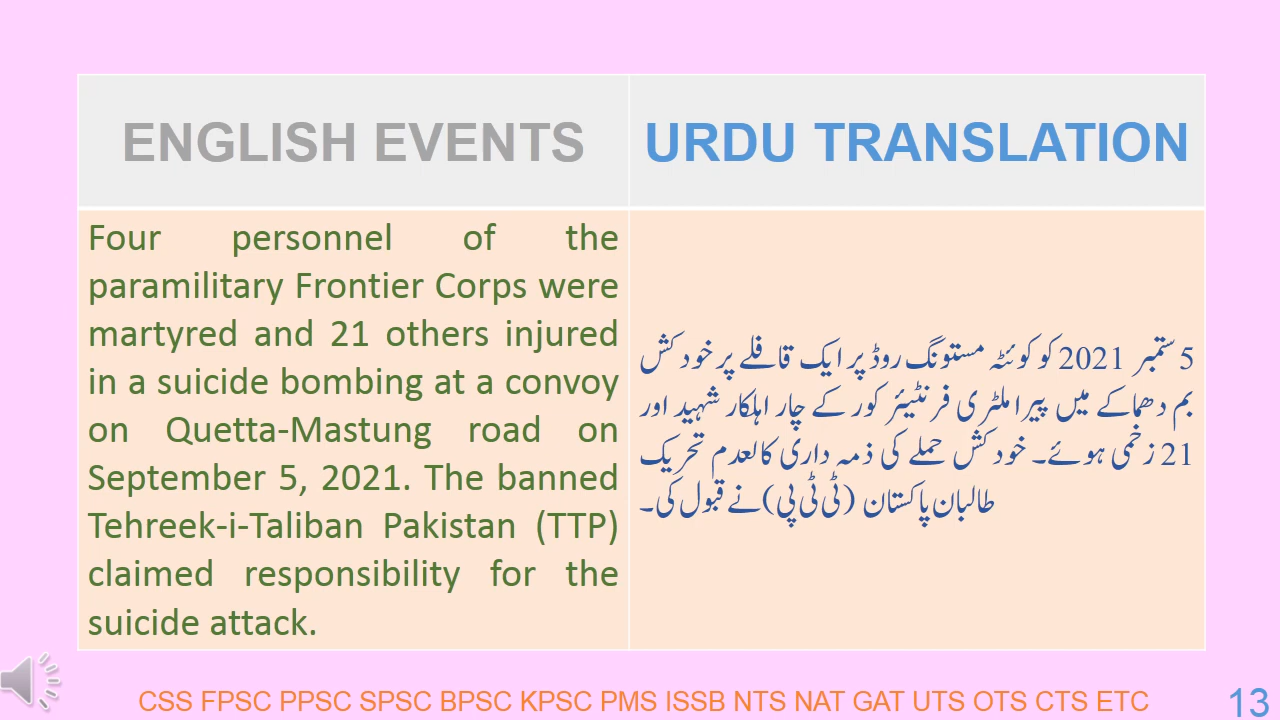 ENGLISH EVENTS
URDU TRANSLATION
Four personnel of the
paramilitary Frontier Corps were
martyred and 21 others injured
in a suicide bombing at a convoy
on Quetta-Mastung road on
September 5, 2021. The banned
Tehreek-i-Taliban Pakistan (TTP)
claimed responsibility for the
suicide attack.
5 ستمبر 2021 کو کوئٹہ مستونگ روڈ پر ایک قافلے پر خودکش
بم دھماکے میں پیرا ملٹری فرنٹیئر کور کے چار اہلکار شہید اور
21 زخمی ہوئے۔ خودکش حملے کی ذمہ داری کالعدم تحریک
طالبان پاکستان (ٹی ٹی پی) نے قبول کی۔
CSS FPSC PPSC SPSC BPSC KPSC PMS ISSB NTS NAT GAT UTS OTS CTS ETC
13